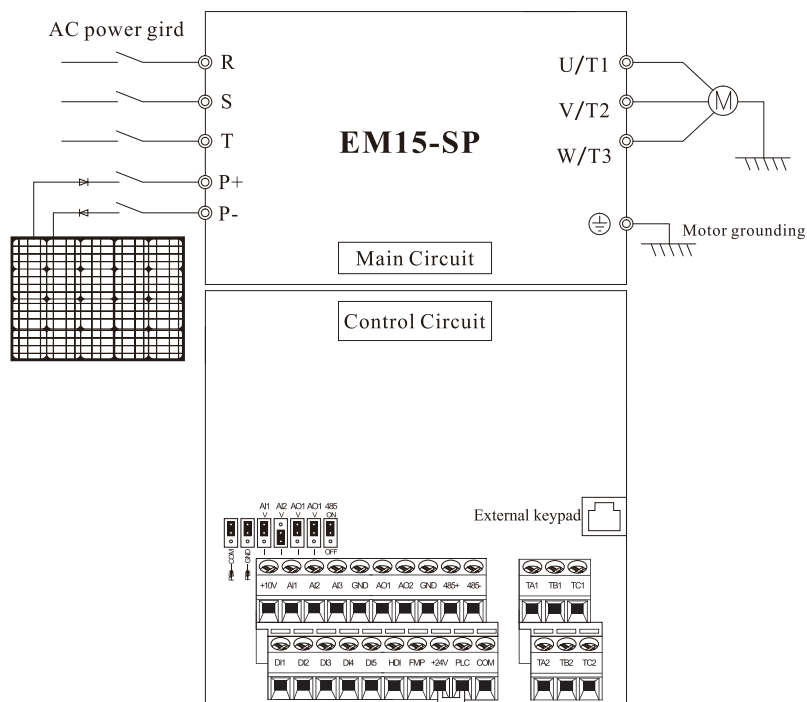 AC power gird
R
S
T
P+
P-
EM15-SP
U/T1
V/T2
W/T3
M
Motor grounding
Main Circuit
Control Circuit
External keypad
AI1 AI2 AO1 AO1 485
V V V V ON
I I I I OFF
COM GND
+10V AI1 AI2 AI3 GND AO1 AO2 GND 485+ 485-
TA1 TB1 TC1
DI1 DI2 DI3 DI4 DI5 HDI FMP +24V PLC COM
TA2 TB2 TC2